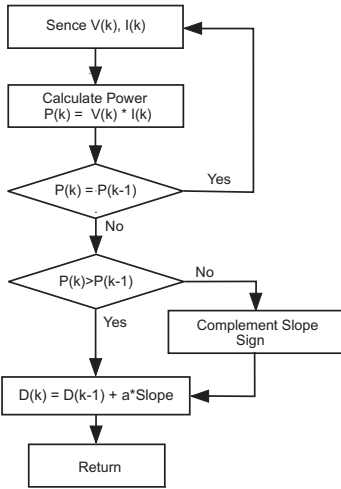 Sence V(k), I(k)
Calculate Power
P(k) = V(k) * I(k)
P(k) = P(k-1)
Yes
No
P(k)>P(k-1)
No
Yes
Complement Slope
Sign
D(k) = D(k-1) + a*Slope
Return